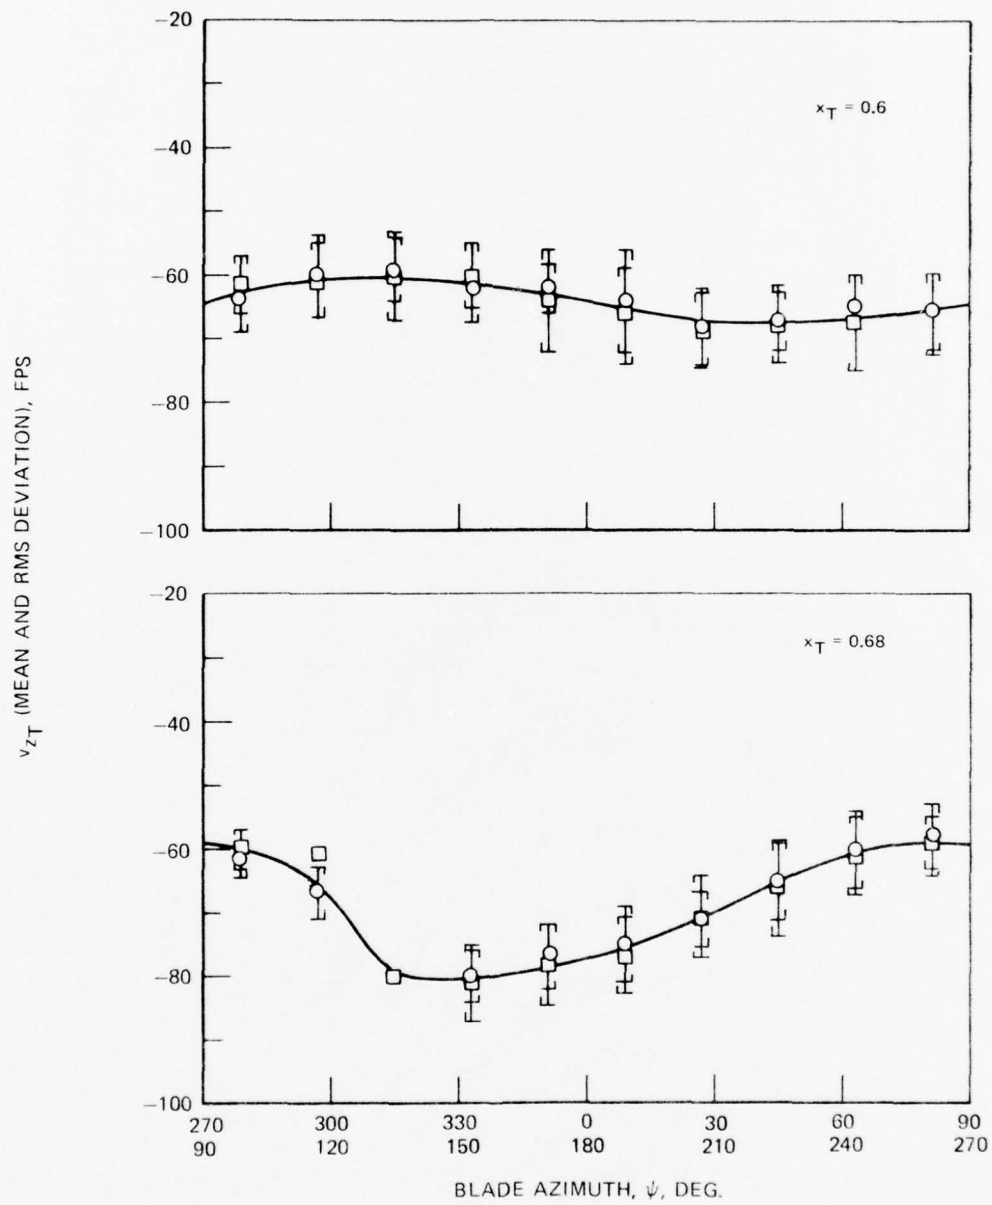 −20
x_T = 0.6
−40
−60
−80
−100
v_zT (MEAN AND RMS DEVIATION), FPS
−20
x_T = 0.68
−40
−60
−80
−100
270 300 330 0 30 60 90
90 120 150 180 210 240 270
BLADE AZIMUTH, ψ, DEG.